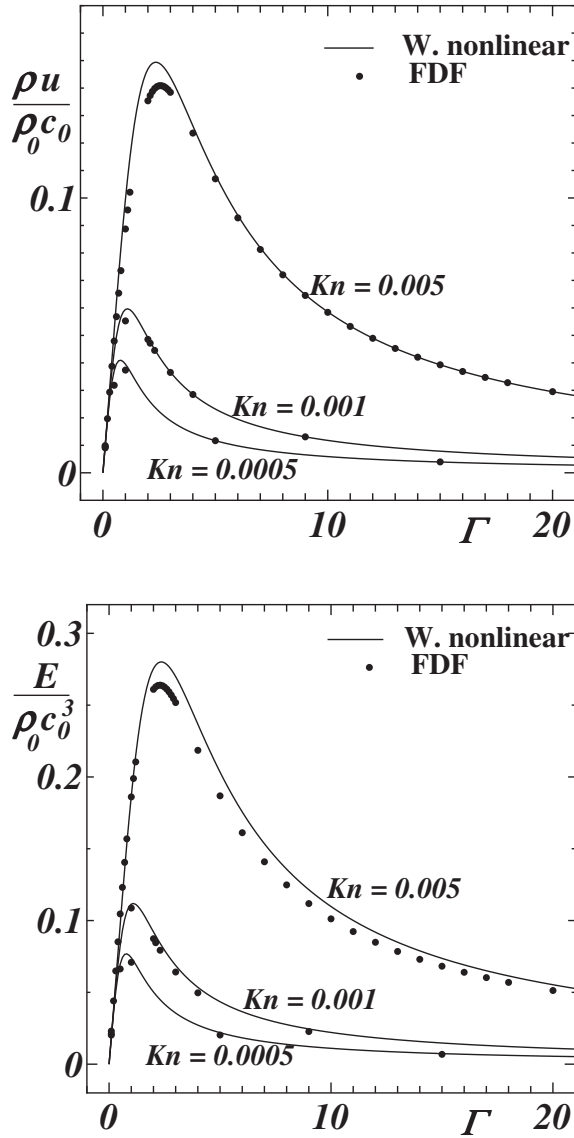 W. nonlinear
FDF
ρu
ρ₀c₀
0.1
Kn = 0.005
Kn = 0.001
Kn = 0.0005
0
0 10 Γ 20
0.3
W. nonlinear
FDF
E
ρ₀c₀³
0.2
Kn = 0.005
0.1
Kn = 0.001
Kn = 0.0005
0
0 10 Γ 20